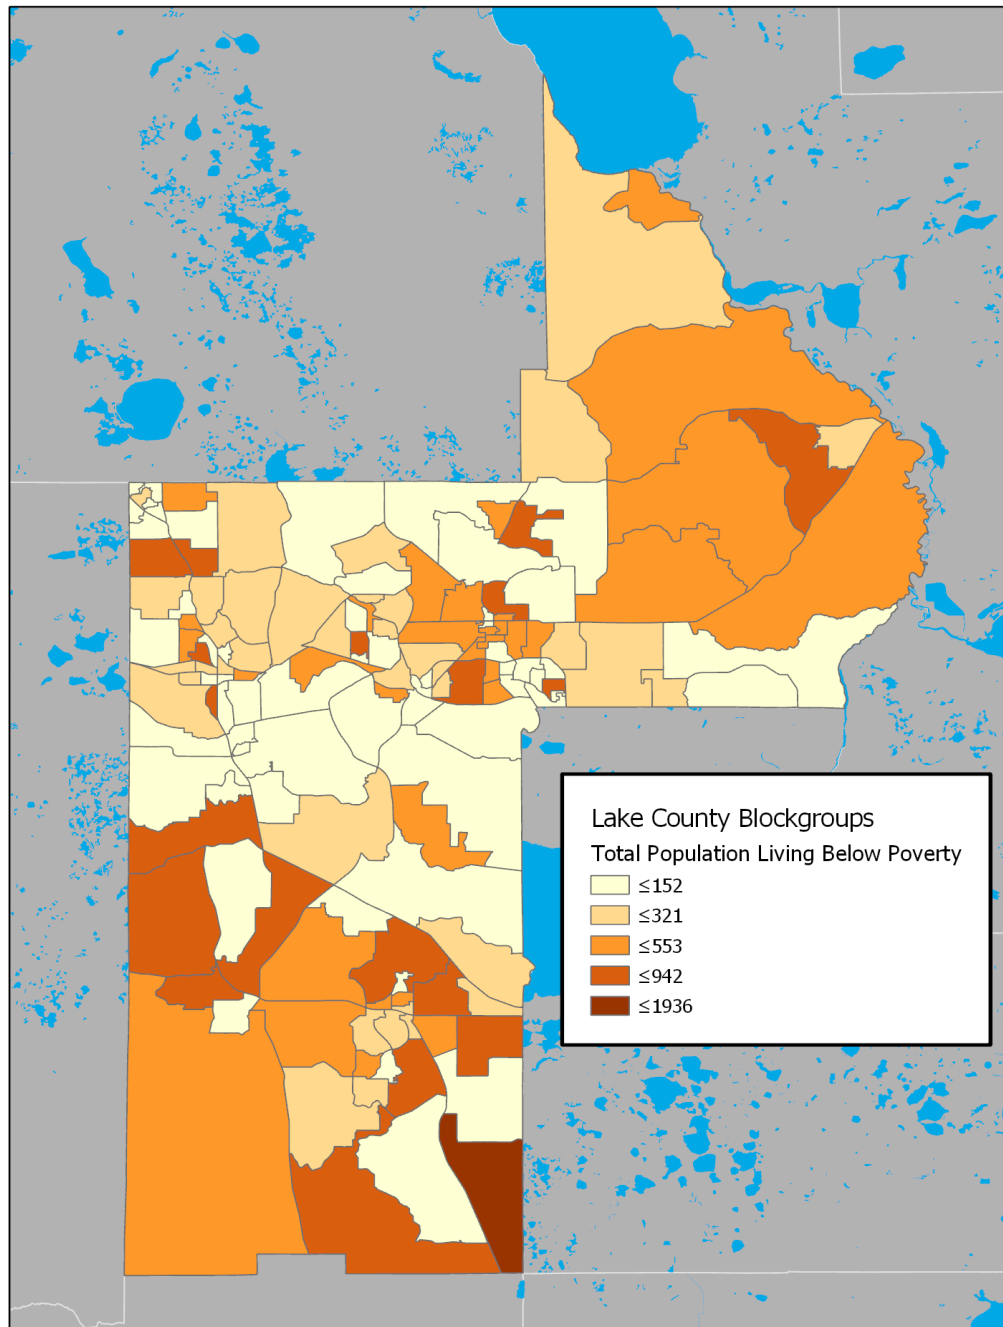 Lake County Blockgroups
Total Population Living Below Poverty
≤152
≤321
≤553
≤942
≤1936